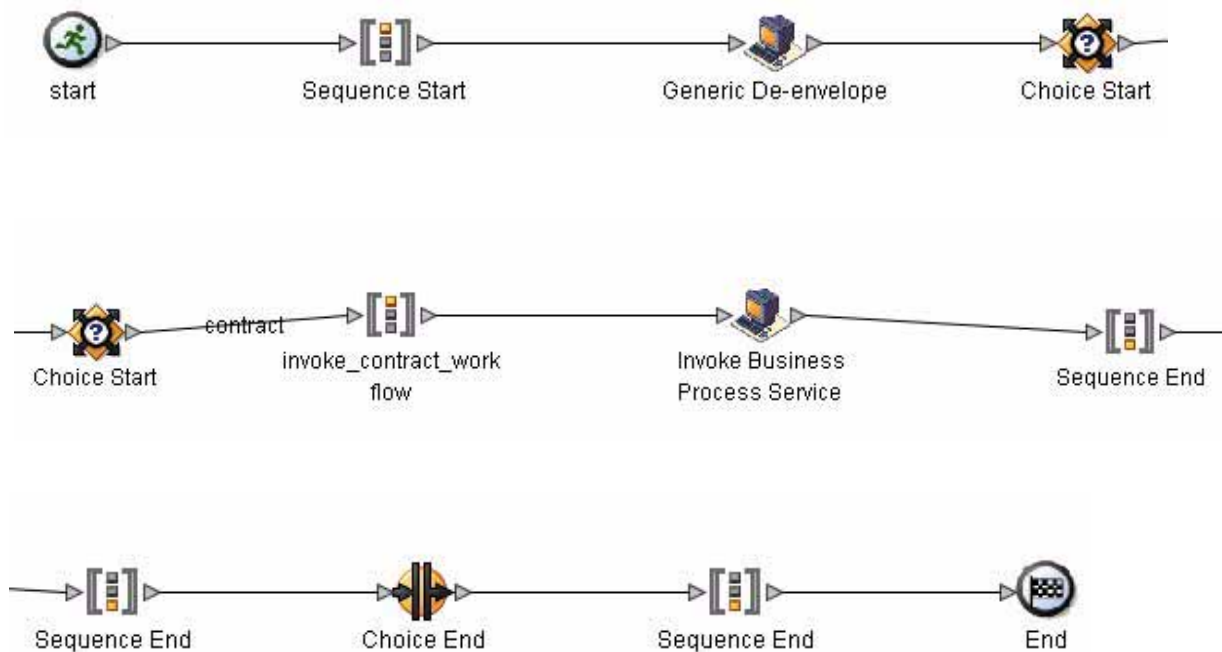 start
Sequence Start
Generic De-envelope
Choice Start
contract
Choice Start
invoke_contract_work
flow
Invoke Business
Process Service
Sequence End
Sequence End
Choice End
Sequence End
End